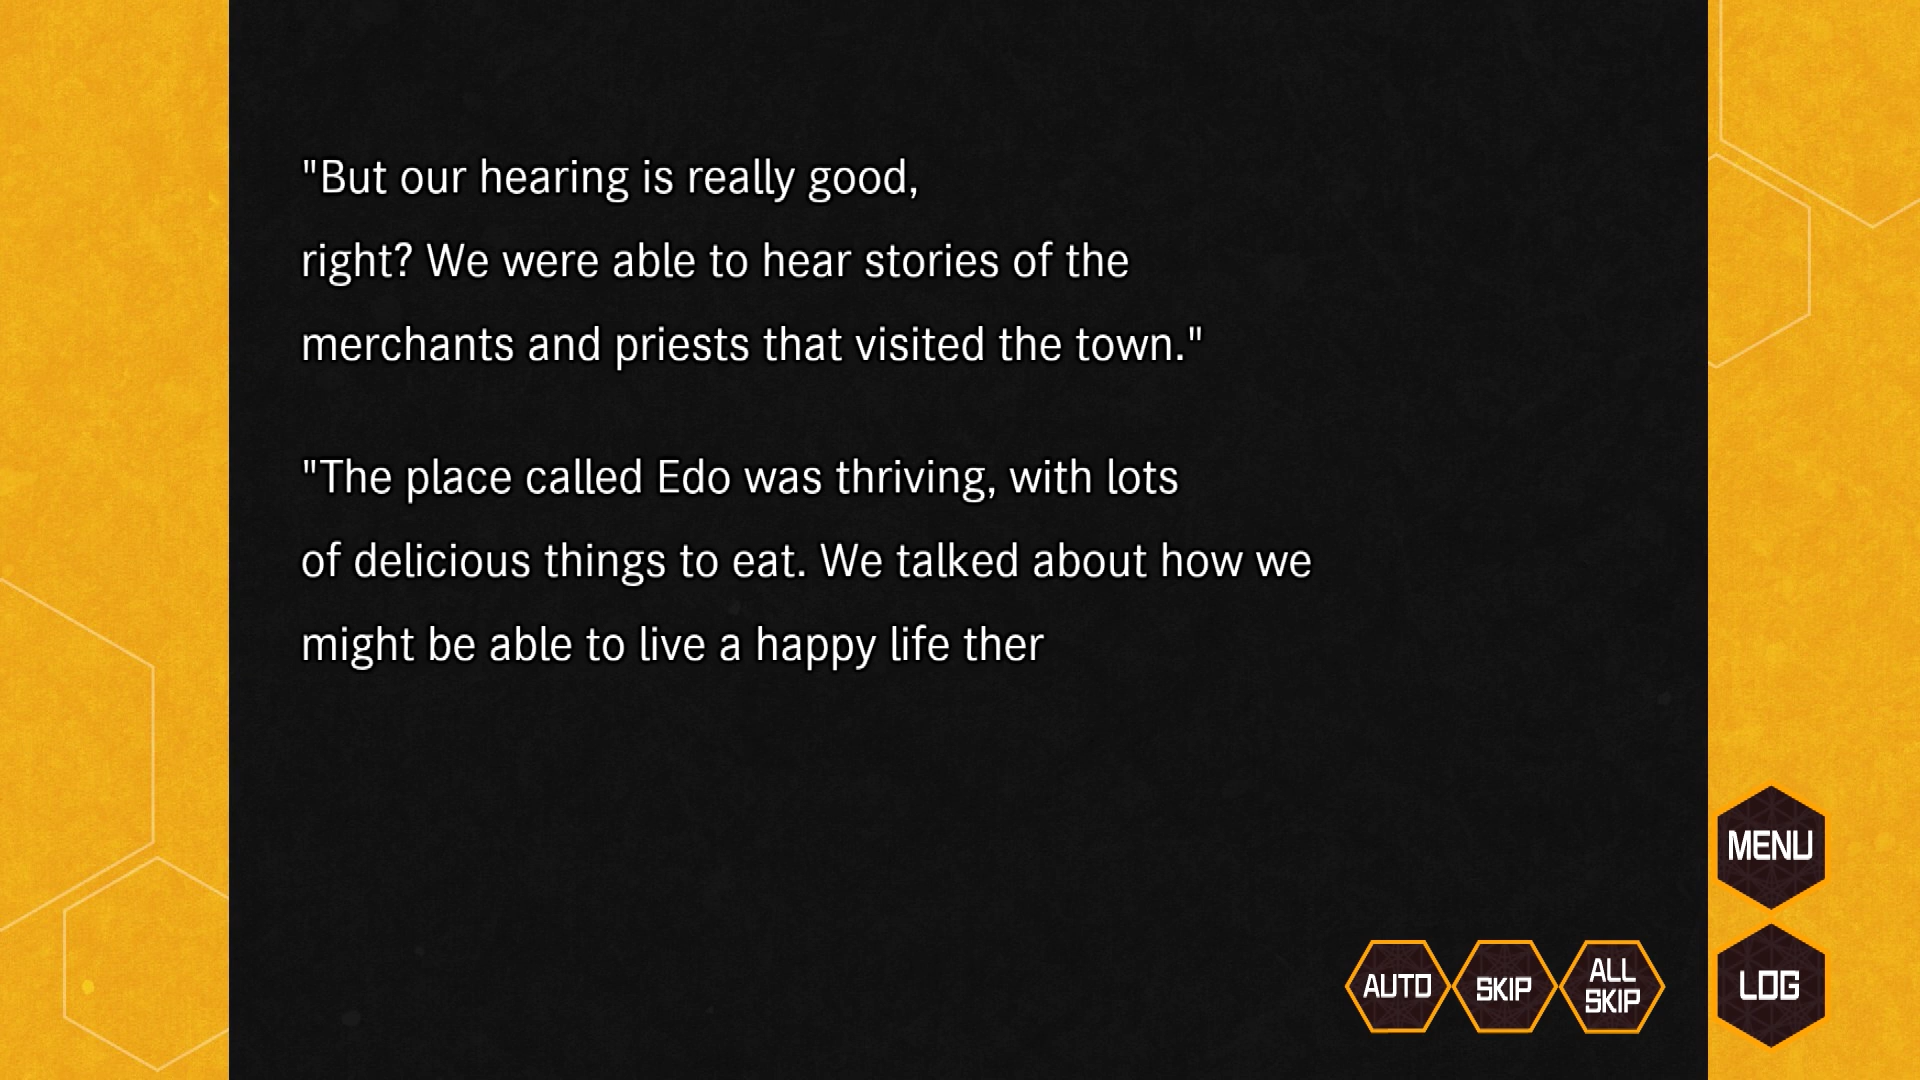 "But our hearing is really good,
right? We were able to hear stories of the
merchants and priests that visited the town."
"The place called Edo was thriving, with lots
of delicious things to eat. We talked about how we
might be able to live a happy life ther
MENU
AUTO
SKIP
ALL
SKIP
LOG